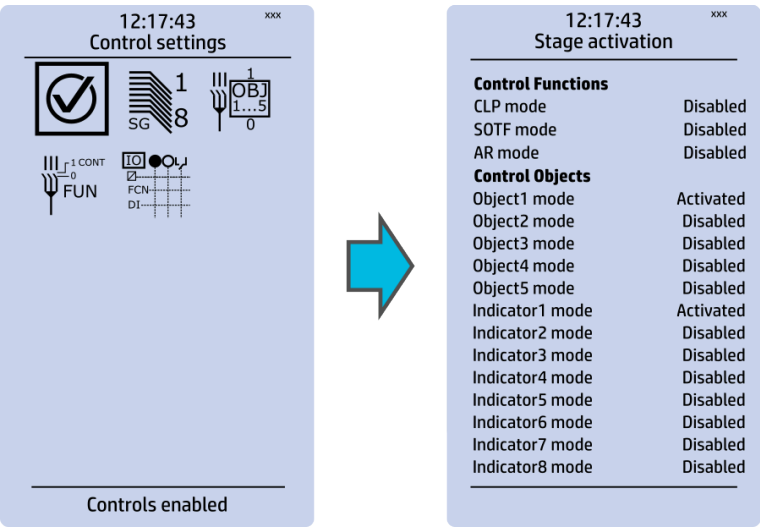 12:17:43 xxx
Control settings
1
SG 8
1
OBJ
1...5
0
1 CONT
0
FUN
IO
FCN
DI
Controls enabled
12:17:43 xxx
Stage activation
Control Functions
CLP mode Disabled
SOTF mode Disabled
AR mode Disabled
Control Objects
Object1 mode Activated
Object2 mode Disabled
Object3 mode Disabled
Object4 mode Disabled
Object5 mode Disabled
Indicator1 mode Activated
Indicator2 mode Disabled
Indicator3 mode Disabled
Indicator4 mode Disabled
Indicator5 mode Disabled
Indicator6 mode Disabled
Indicator7 mode Disabled
Indicator8 mode Disabled